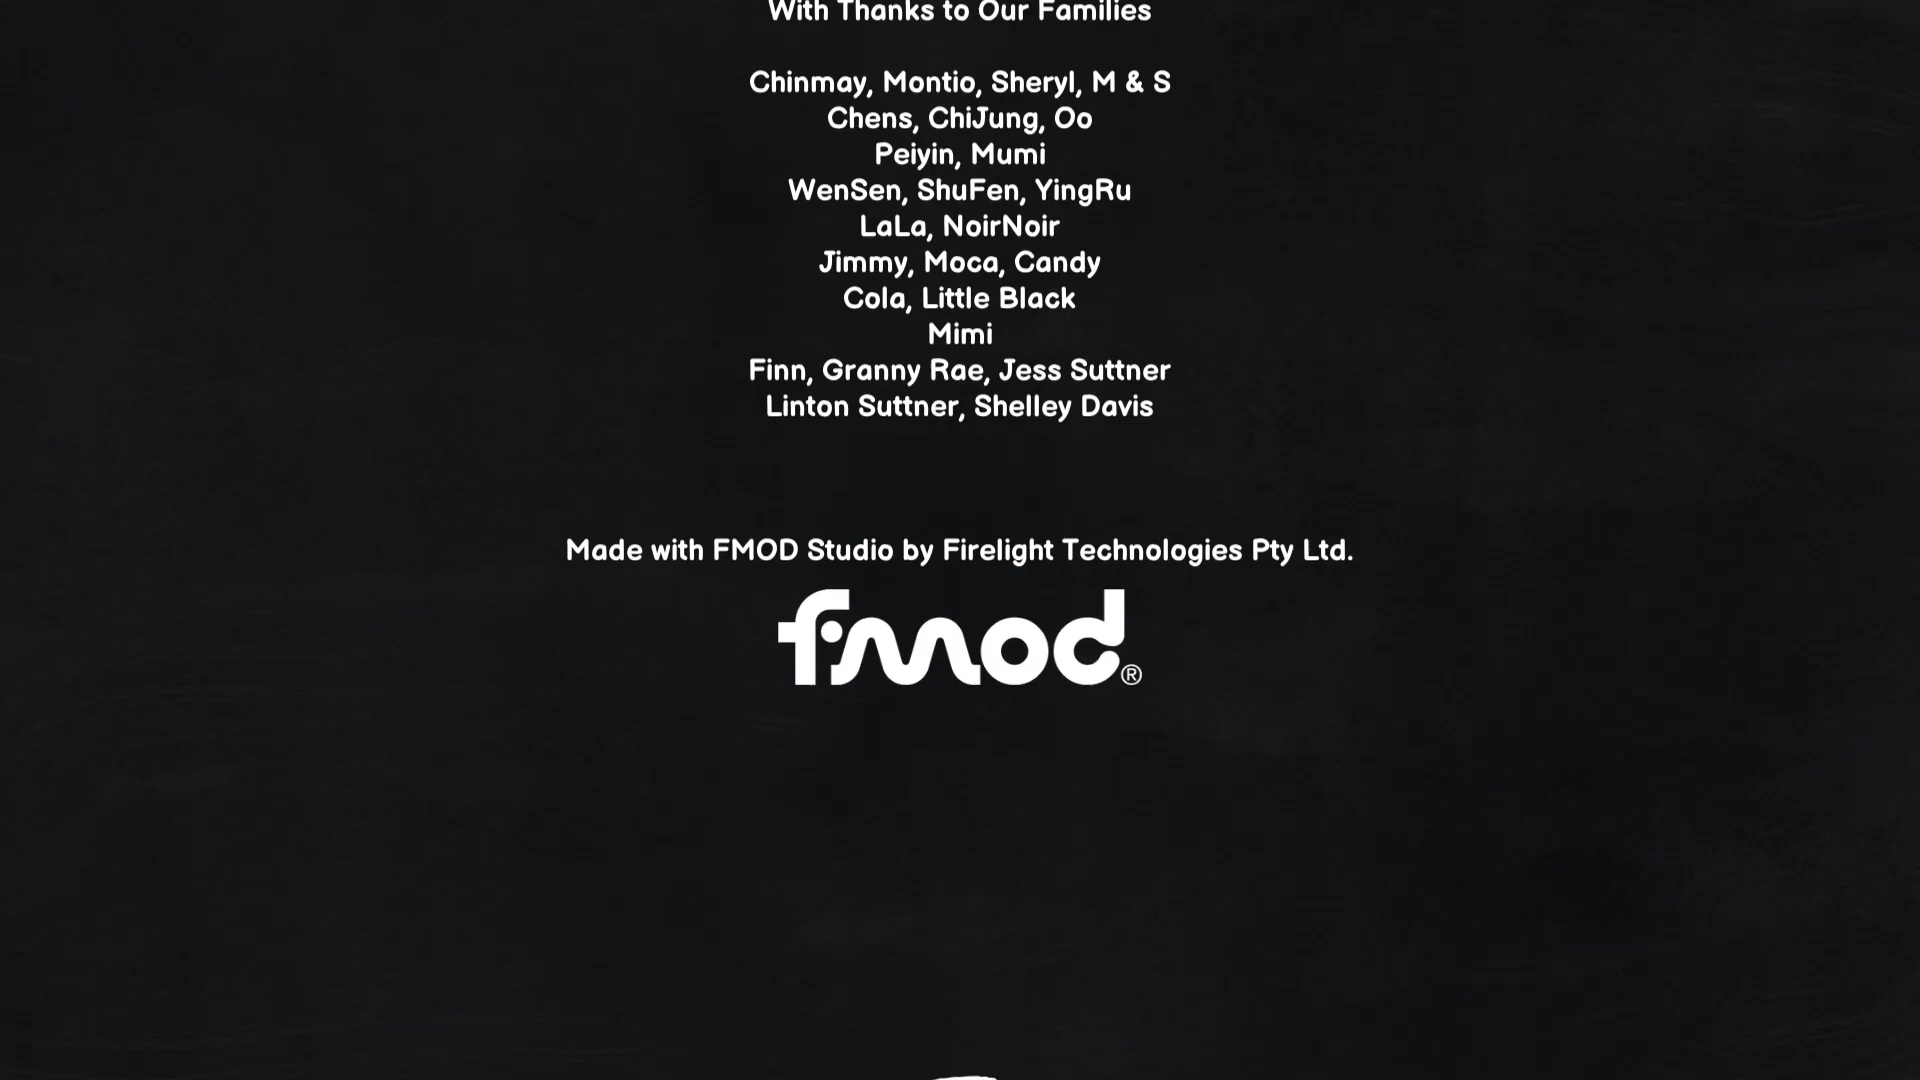 With Thanks to Our Families
Chinmay, Montio, Sheryl, M & S
Chens, ChiJung, Oo
Peiyin, Mumi
WenSen, ShuFen, YingRu
LaLa, NoirNoir
Jimmy, Moca, Candy
Cola, Little Black
Mimi
Finn, Granny Rae, Jess Suttner
Linton Suttner, Shelley Davis
Made with FMOD Studio by Firelight Technologies Pty Ltd.
fmod®